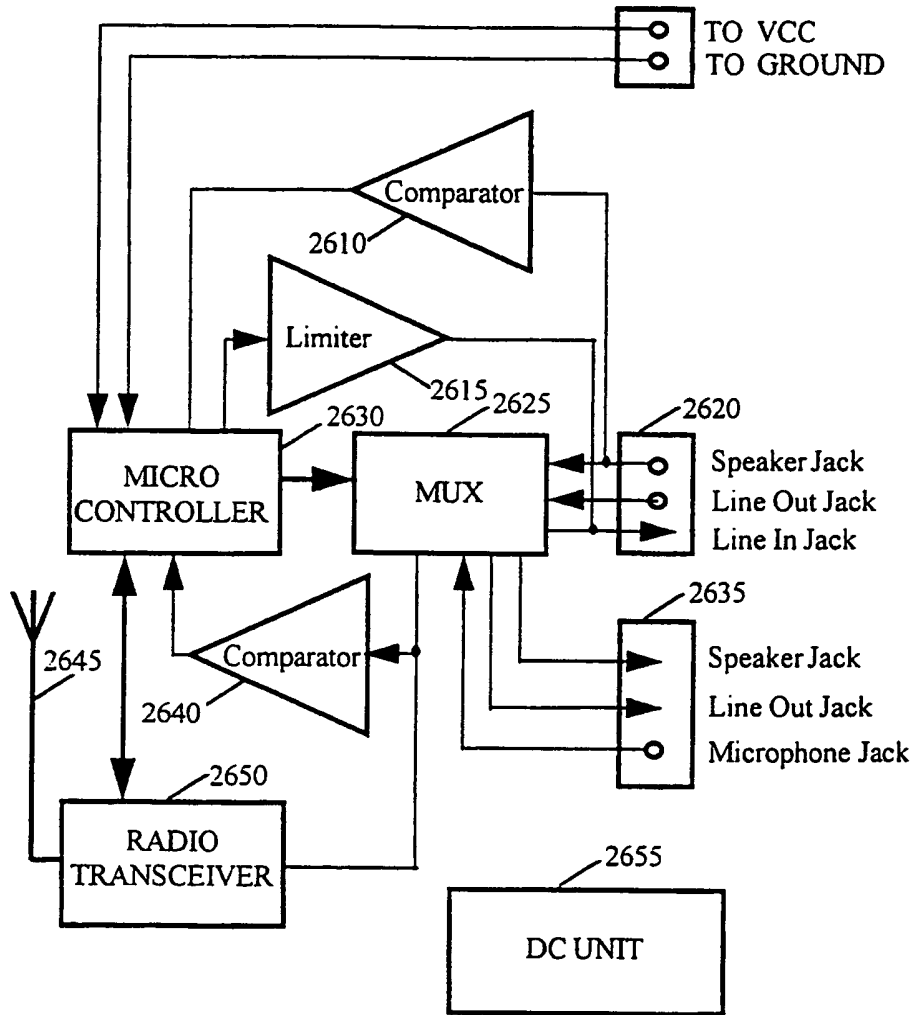 TO VCC
TO GROUND
Comparator
2610
Limiter
2615
2630
2625
2620
MICRO
CONTROLLER
MUX
Speaker Jack
Line Out Jack
Line In Jack
2635
Comparator
2640
2645
Speaker Jack
Line Out Jack
Microphone Jack
2650
RADIO
TRANSCEIVER
2655
DC UNIT